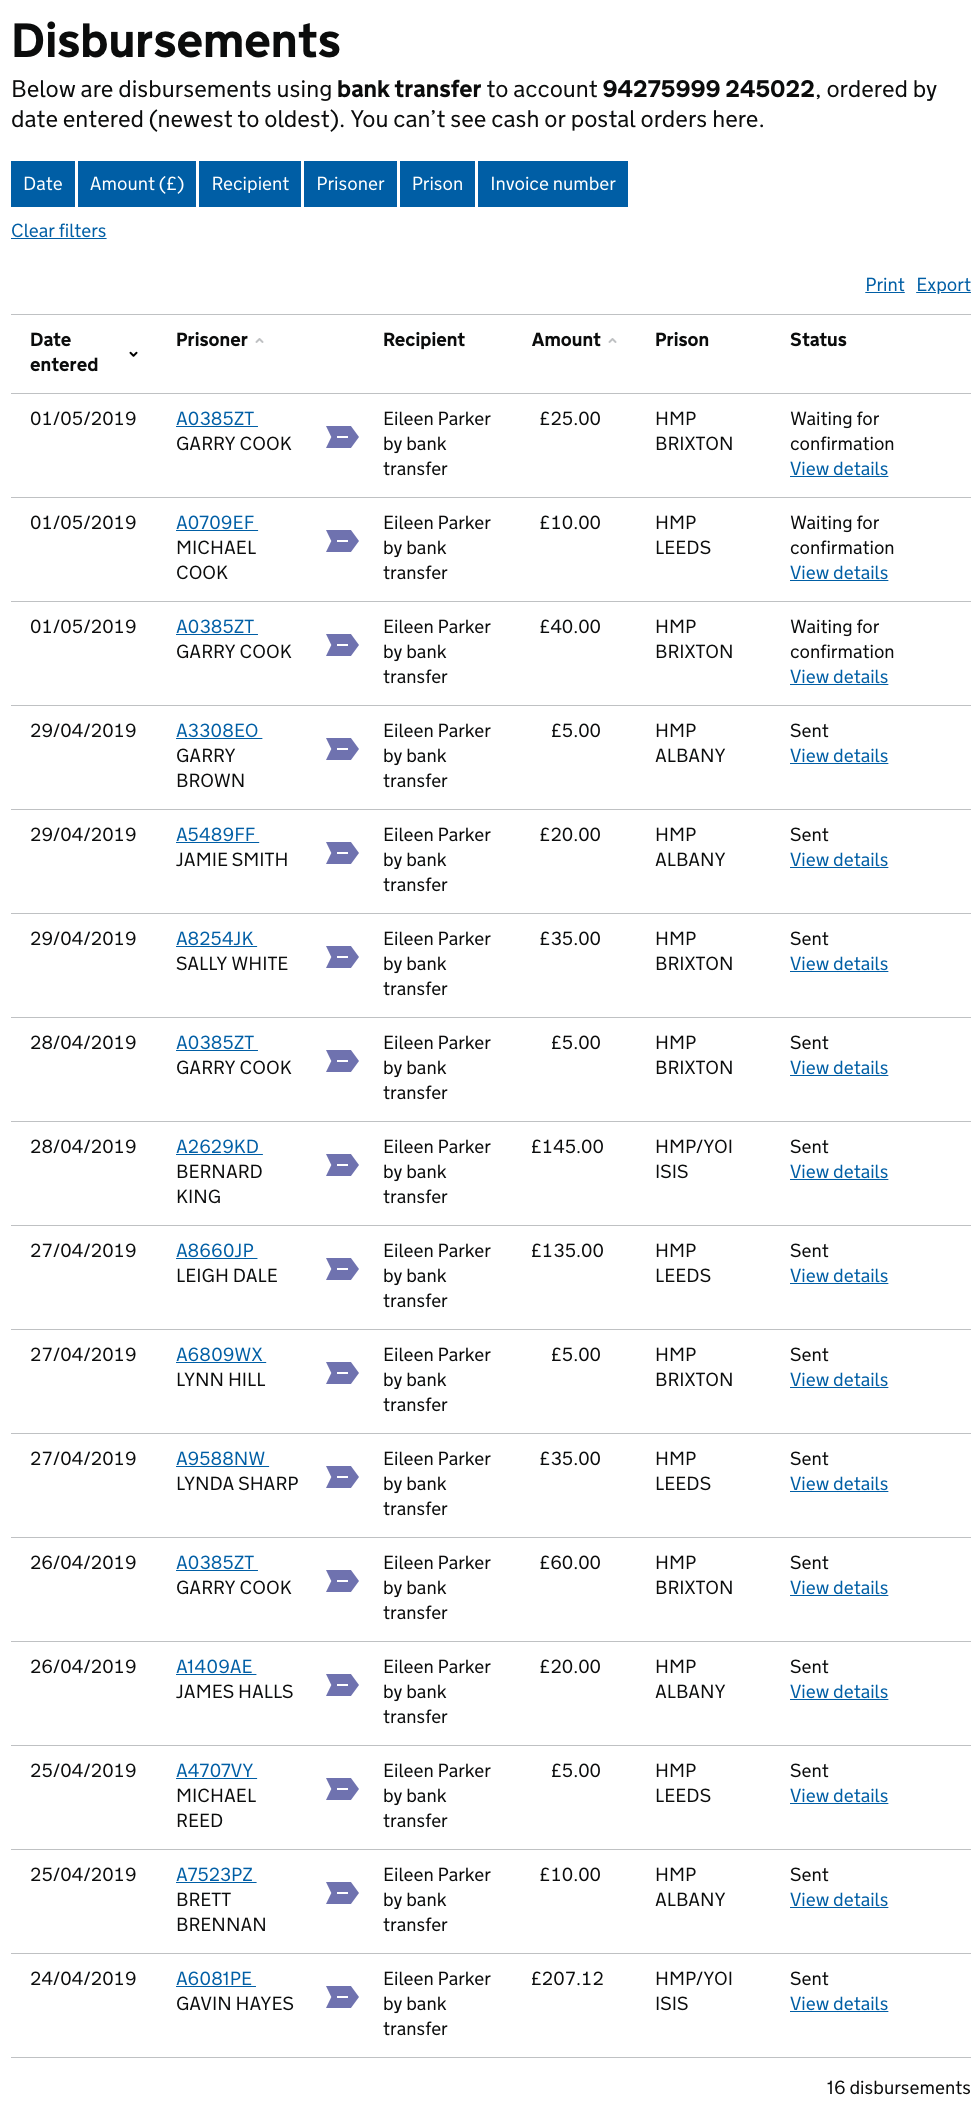 Disbursements
Below are disbursements using bank transfer to account 94275999 245022, ordered by
date entered (newest to oldest). You can’t see cash or postal orders here.
Date Amount (£) Recipient Prisoner Prison Invoice number
Clear filters
Print Export
Date entered Prisoner Recipient Amount Prison Status
01/05/2019 A0385ZT Eileen Parker £25.00 HMP Waiting for
GARRY COOK by bank BRIXTON confirmation
transfer View details
01/05/2019 A0709EF Eileen Parker £10.00 HMP Waiting for
MICHAEL by bank LEEDS confirmation
COOK transfer View details
01/05/2019 A0385ZT Eileen Parker £40.00 HMP Waiting for
GARRY COOK by bank BRIXTON confirmation
transfer View details
29/04/2019 A3308EO Eileen Parker £5.00 HMP Sent
GARRY by bank ALBANY View details
BROWN transfer
29/04/2019 A5489FF Eileen Parker £20.00 HMP Sent
JAMIE SMITH by bank ALBANY View details
transfer
29/04/2019 A8254JK Eileen Parker £35.00 HMP Sent
SALLY WHITE by bank BRIXTON View details
transfer
28/04/2019 A0385ZT Eileen Parker £5.00 HMP Sent
GARRY COOK by bank BRIXTON View details
transfer
28/04/2019 A2629KD Eileen Parker £145.00 HMP/YOI Sent
BERNARD by bank ISIS View details
KING transfer
27/04/2019 A8660JP Eileen Parker £135.00 HMP Sent
LEIGH DALE by bank LEEDS View details
transfer
27/04/2019 A6809WX Eileen Parker £5.00 HMP Sent
LYNN HILL by bank BRIXTON View details
transfer
27/04/2019 A9588NW Eileen Parker £35.00 HMP Sent
LYNDA SHARP by bank LEEDS View details
transfer
26/04/2019 A0385ZT Eileen Parker £60.00 HMP Sent
GARRY COOK by bank BRIXTON View details
transfer
26/04/2019 A1409AE Eileen Parker £20.00 HMP Sent
JAMES HALLS by bank ALBANY View details
transfer
25/04/2019 A4707VY Eileen Parker £5.00 HMP Sent
MICHAEL by bank LEEDS View details
REED transfer
25/04/2019 A7523PZ Eileen Parker £10.00 HMP Sent
BRETT by bank ALBANY View details
BRENNAN transfer
24/04/2019 A6081PE Eileen Parker £207.12 HMP/YOI Sent
GAVIN HAYES by bank ISIS View details
transfer
16 disbursements